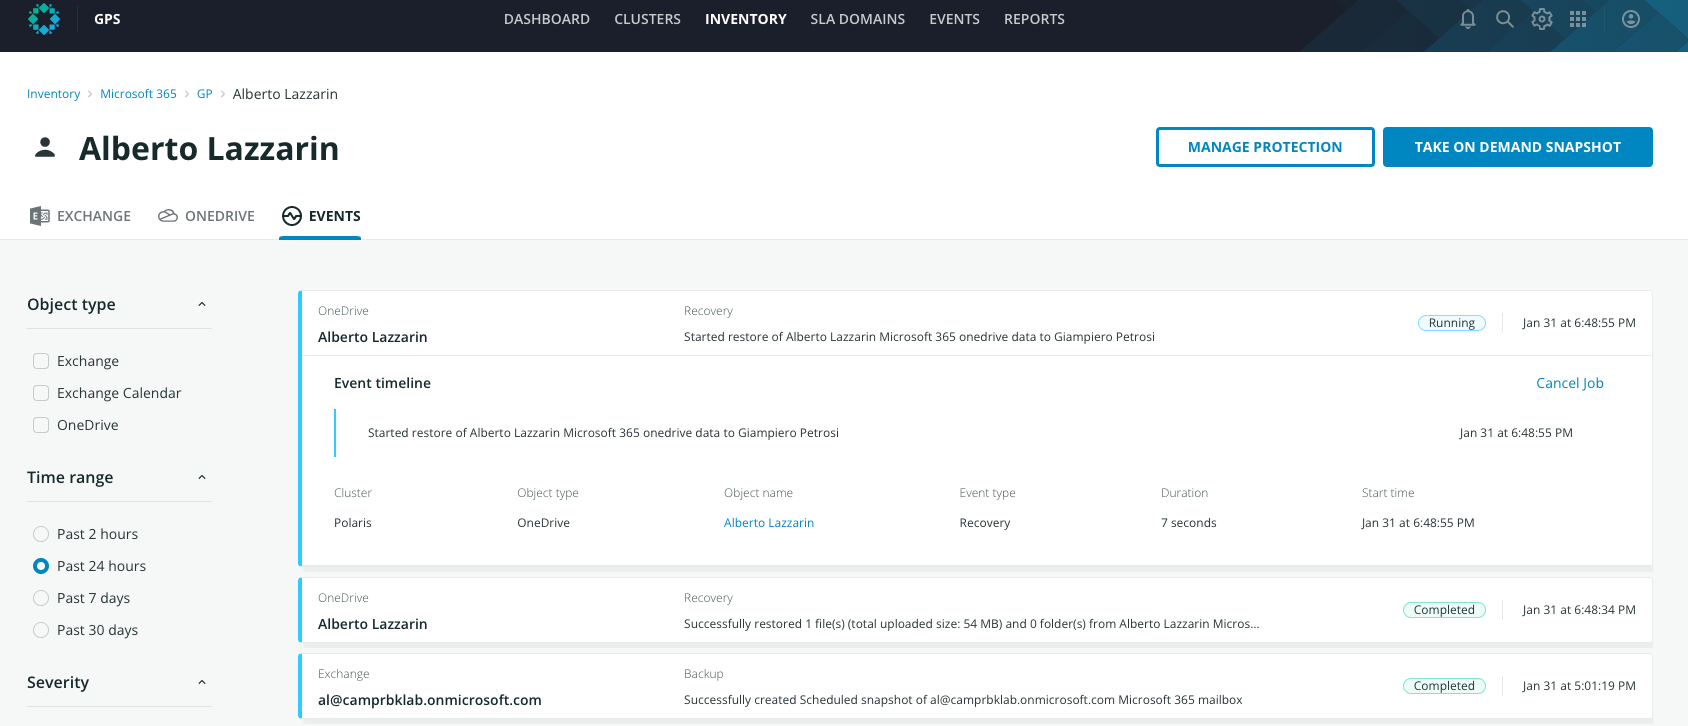 GPS
DASHBOARD CLUSTERS INVENTORY SLA DOMAINS EVENTS REPORTS
Inventory > Microsoft 365 > GP > Alberto Lazzarin
Alberto Lazzarin
MANAGE PROTECTION TAKE ON DEMAND SNAPSHOT
EXCHANGE ONEDRIVE EVENTS
Object type
Exchange
Exchange Calendar
OneDrive
Time range
Past 2 hours
Past 24 hours
Past 7 days
Past 30 days
Severity
OneDrive Recovery
Alberto Lazzarin Started restore of Alberto Lazzarin Microsoft 365 onedrive data to Giampiero Petrosi Running Jan 31 at 6:48:55 PM
Event timeline Cancel Job
Started restore of Alberto Lazzarin Microsoft 365 onedrive data to Giampiero Petrosi Jan 31 at 6:48:55 PM
Cluster Object type Object name Event type Duration Start time
Polaris OneDrive Alberto Lazzarin Recovery 7 seconds Jan 31 at 6:48:55 PM
OneDrive Recovery
Alberto Lazzarin Successfully restored 1 file(s) (total uploaded size: 54 MB) and 0 folder(s) from Alberto Lazzarin Micros... Completed Jan 31 at 6:48:34 PM
Exchange Backup
al@camprbklab.onmicrosoft.com Successfully created Scheduled snapshot of al@camprbklab.onmicrosoft.com Microsoft 365 mailbox Completed Jan 31 at 5:01:19 PM